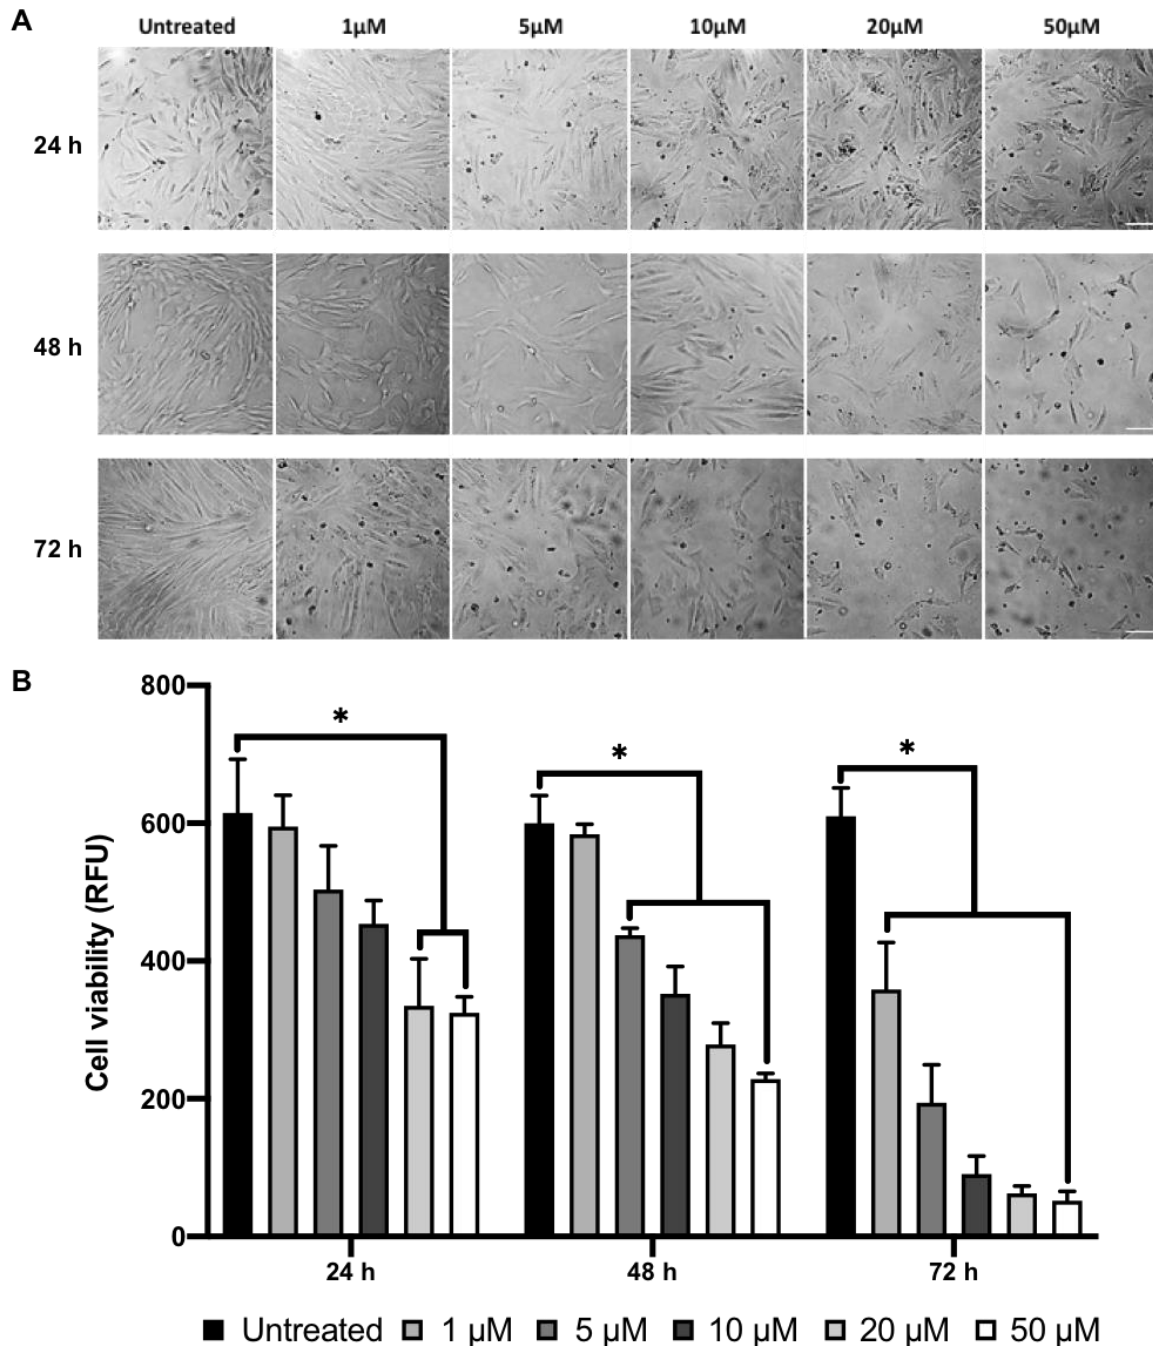 A
Untreated 1µM 5µM 10µM 20µM 50µM
24 h
48 h
72 h
B
800
600
400
200
0
Cell viability (RFU)
*
*
*
24 h 48 h 72 h
Untreated 1 µM 5 µM 10 µM 20 µM 50 µM